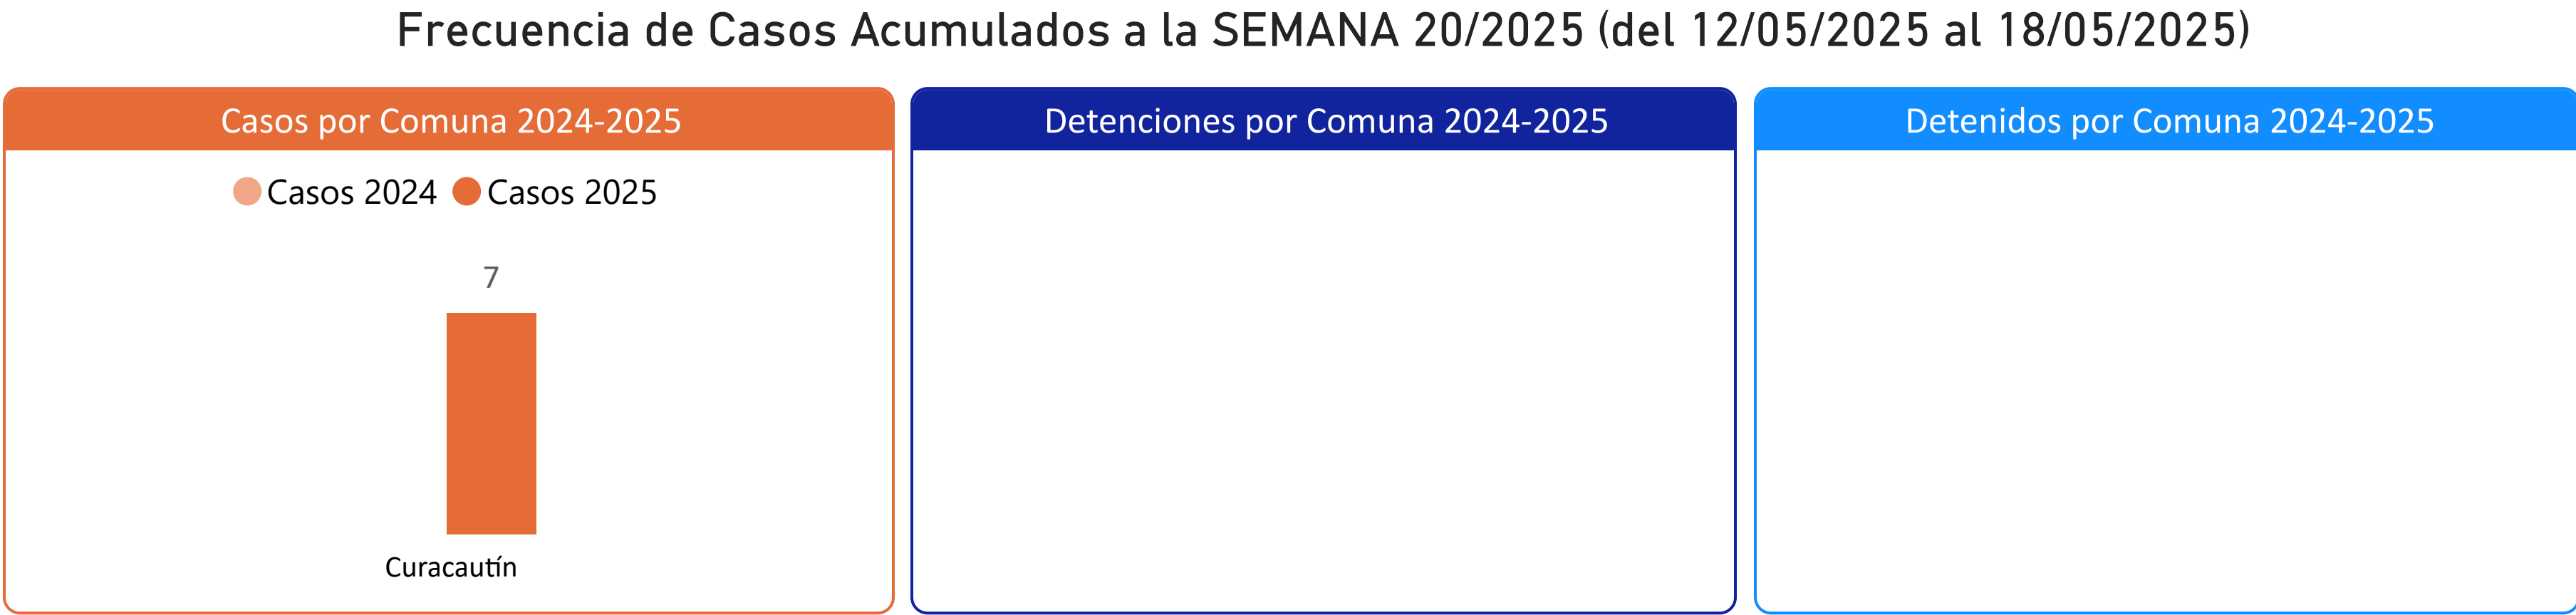 Frecuencia de Casos Acumulados a la SEMANA 20/2025 (del 12/05/2025 al 18/05/2025)
Casos por Comuna 2024-2025
Casos 2024 Casos 2025
7
Curacautín
Detenciones por Comuna 2024-2025
Detenidos por Comuna 2024-2025